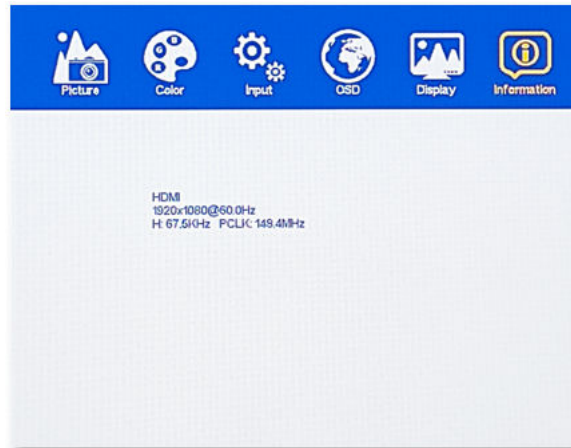 Picture
Color
Input
OSD
Display
Information
HDMI
1920x1080@60.0Hz
H: 67.5KHz PCLK: 149.4MHz